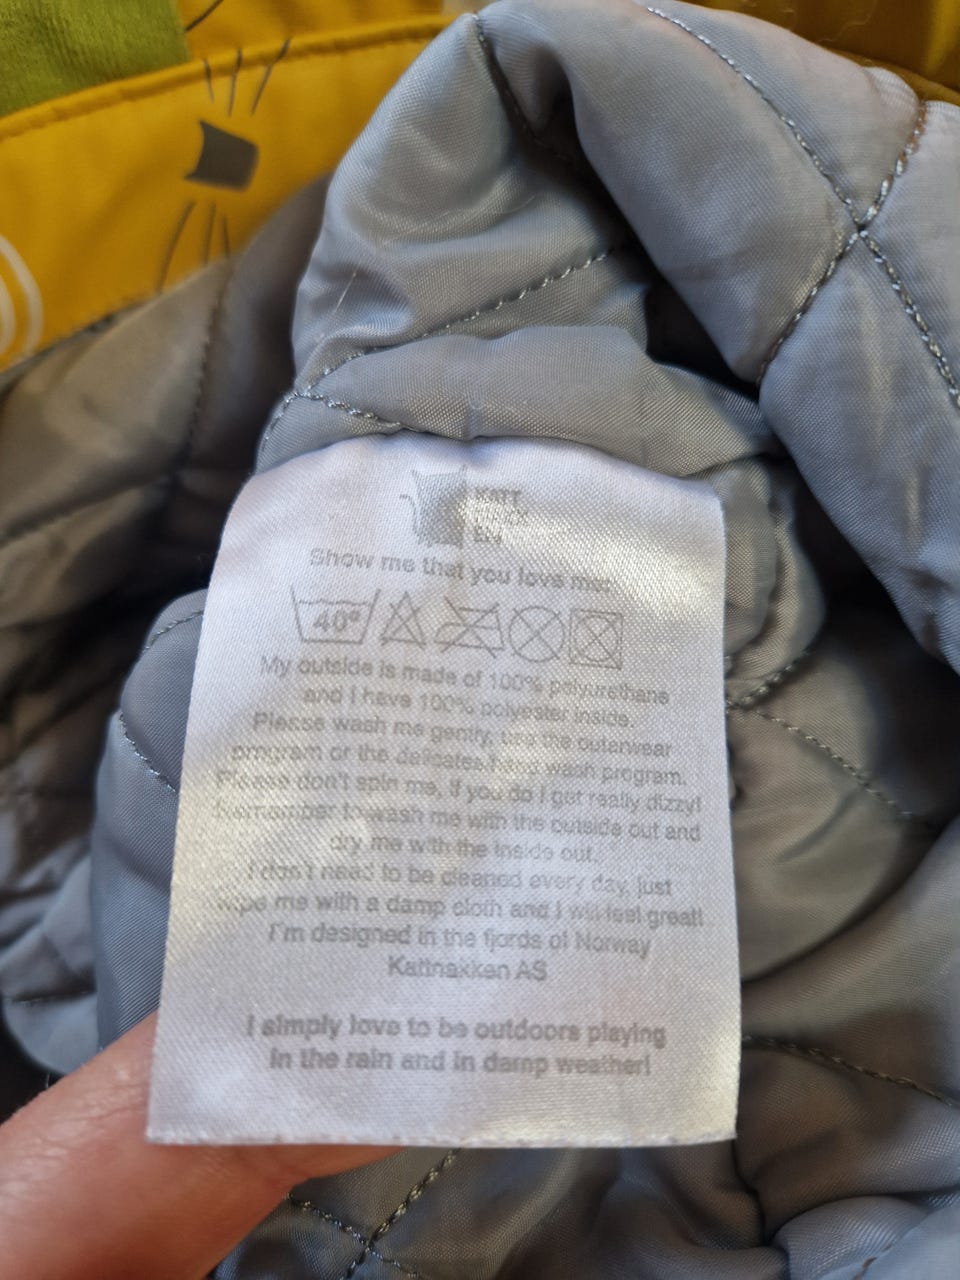 KATT
NAKK
EN
Show me that you love me:
40°
My outside is made of 100% polyurethane
and I have 100% polyester inside.
Please wash me gently, use the outerwear
program or the delicates-hand wash program.
Please don't spin me, if you do I get really dizzy!
Remember to wash me with the outside out and
dry me with the inside out.
I don't need to be cleaned every day, just
wipe me with a damp cloth and I will feel great!
I'm designed in the fjords of Norway
Kattnakken AS
I simply love to be outdoors playing
in the rain and in damp weather!